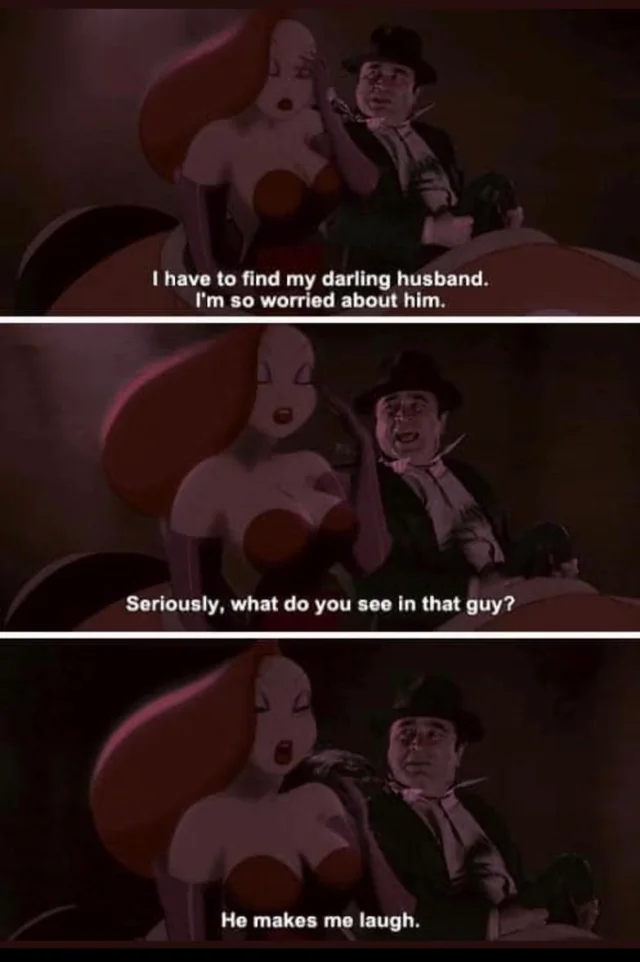 I have to find my darling husband.
I'm so worried about him.
Seriously, what do you see in that guy?
He makes me laugh.